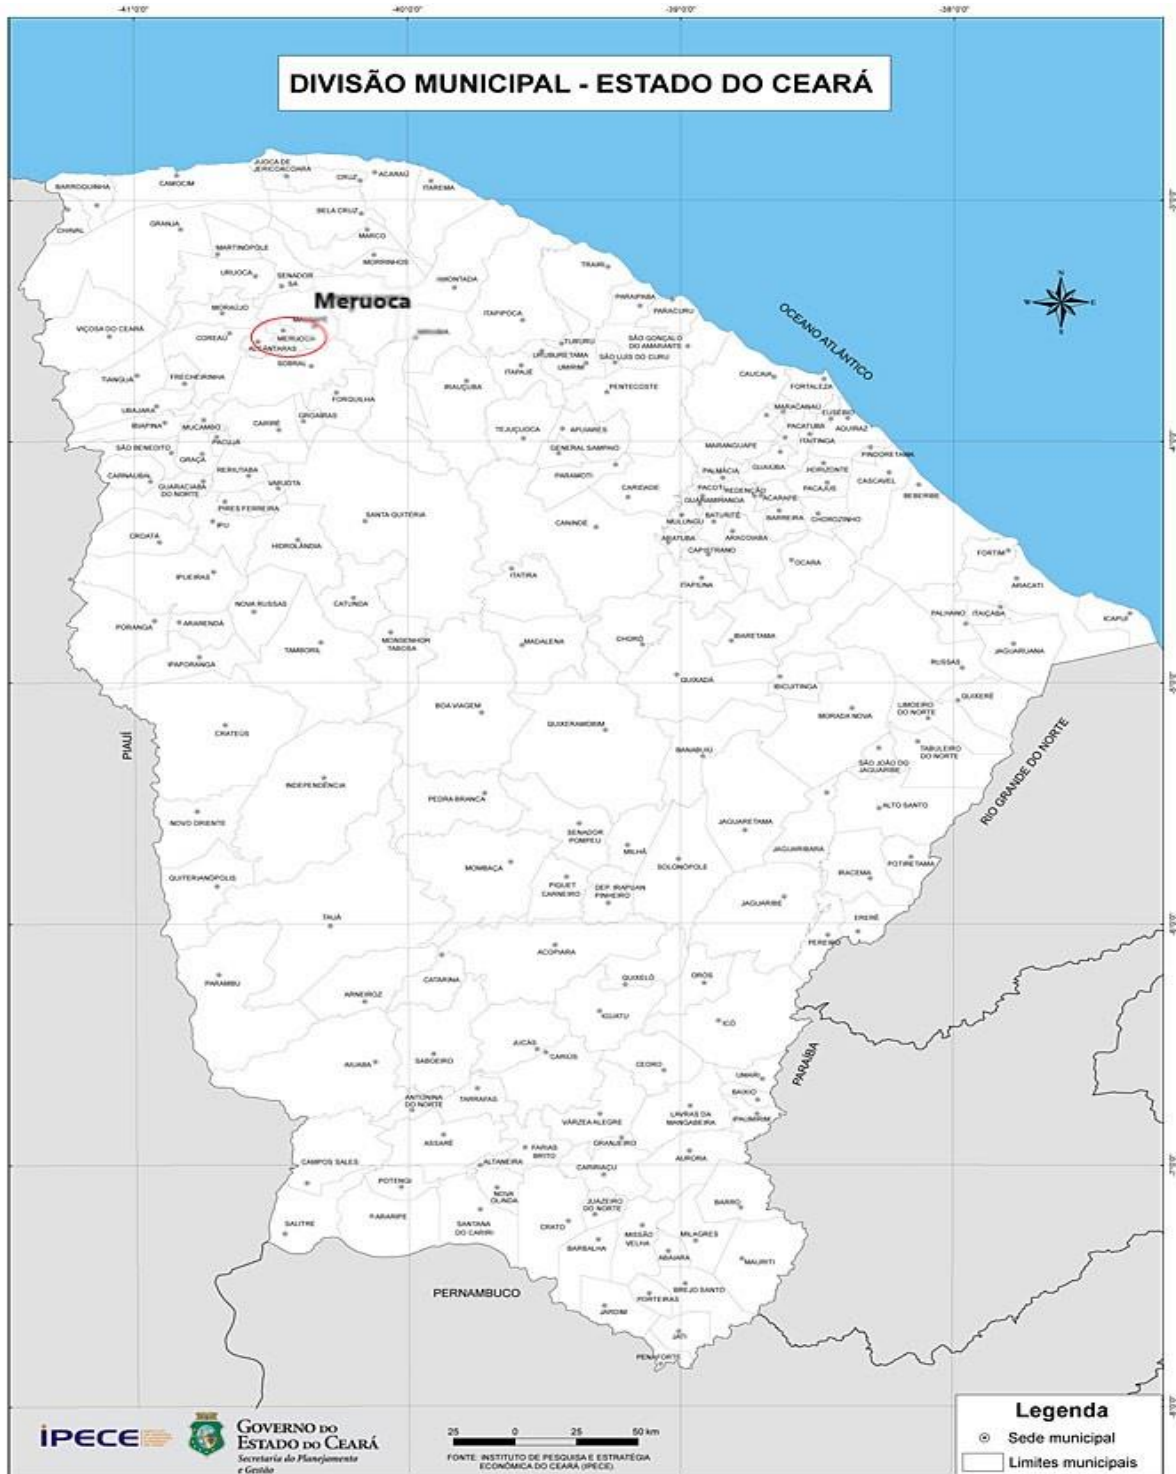 -41°0'0"
-40°0'0"
-39°0'0"
-38°0'0"
DIVISÃO MUNICIPAL - ESTADO DO CEARÁ
JIJOCA DE
JERICOACOARA
CRUZ
ACARAÚ
ITAREMA
BARROQUINHA
CAMOCIM
CHAVAL
GRANJA
BELA CRUZ
MARCO
MARTINÓPOLE
MORRINHOS
URUOCA
SENADOR
SÁ
AMONTADA
TRAIRI
Meruoca
MORAÚJO
PARAIPABA
PARACURU
ITAPIPOCA
OCEANO ATLÂNTICO
N
W
E
S
VIÇOSA DO CEARÁ
COREAÚ
MERUOCA
ALCÂNTARAS
TURURU
SÃO GONÇALO
DO AMARANTE
URUBURETAMA
SÃO LUÍS DO CURU
SOBRAL
ITAPAJÉ
UMIRIM
TIANGUÁ
FRECHEIRINHA
IRAUÇUBA
PENTECOSTE
CAUCAIA
FORTALEZA
FORQUILHA
UBAJARA
IBIAPINA
MUCAMBO
CARIRÉ
GROAÍRAS
TEJUÇUOCA
APUIARÉS
MARACANAÚ
EUSÉBIO
PACATUBA
AQUIRAZ
ITAITINGA
PACUJÁ
SÃO BENEDITO
GRAÇA
GENERAL SAMPAIO
MARANGUAPE
PINDORETAMA
CARNAUBAL
RERIUTABA
GUARACIABA
DO NORTE
VARJOTA
PARAMOTI
GUAIÚBA
HORIZONTE
CASCAVEL
PALMÁCIA
CARIDADE
PACOTI
REDENÇÃO
PACAJUS
BEBERIBE
GUARAMIRANGA
ACARAPE
PIRES FERREIRA
IPU
SANTA QUITÉRIA
CANINDÉ
MULUNGU
BATURITÉ
BARREIRA
CHOROZINHO
CROATÁ
HIDROLÂNDIA
ARATUBA
ARACOIABA
CAPISTRANO
OCARA
FORTIM
IPUEIRAS
ITATIRA
ITAPIÚNA
ARACATI
NOVA RUSSAS
CATUNDA
PALHANO
ITAIÇABA
ICAPUÍ
PORANGA
ARARENDÁ
TAMBORIL
MONSENHOR
TABOSA
MADALENA
CHORÓ
IBARETAMA
JAGUARUANA
IPAPORANGA
RUSSAS
QUIXADÁ
IBICUITINGA
QUIXERÉ
BOA VIAGEM
QUIXERAMOBIM
MORADA NOVA
LIMOEIRO
DO NORTE
CRATEÚS
BANABUIÚ
TABULEIRO
DO NORTE
SÃO JOÃO DO
JAGUARIBE
PIAUÍ
RIO GRANDE DO NORTE
INDEPENDÊNCIA
PEDRA BRANCA
ALTO SANTO
NOVO ORIENTE
SENADOR
POMPEU
JAGUARETAMA
MILHÃ
JAGUARIBARA
MOMBAÇA
SOLONÓPOLE
POTIRETAMA
QUITERIANÓPOLIS
PIQUET
CARNEIRO
DEP. IRAPUAN
PINHEIRO
IRACEMA
JAGUARIBE
TAUÁ
ERERÊ
PEREIRO
ACOPIARA
PARAMBU
CATARINA
QUIXELÔ
ORÓS
ARNEIROZ
IGUATU
ICÓ
JUCÁS
CARIÚS
AIUABA
SABOEIRO
CEDRO
PARAÍBA
UMARI
BAIXIO
ANTONINA
DO NORTE
TARRAFAS
IPAUMIRIM
VÁRZEA ALEGRE
LAVRAS DA
MANGABEIRA
ASSARÉ
GRANJEIRO
FARIAS
BRITO
CAMPOS SALES
ALTANEIRA
CARIRIAÇU
AURORA
POTENGI
NOVA
OLINDA
JUAZEIRO
DO NORTE
BARRO
SALITRE
ARARIPE
SANTANA
DO CARIRI
CRATO
MISSÃO
VELHA
MILAGRES
BARBALHA
ABAIARA
MAURITI
PERNAMBUCO
BREJO SANTO
PORTEIRAS
JARDIM
JATI
PENAFORTE
IPECE
GOVERNO DO
ESTADO DO CEARÁ
Secretaria do Planejamento
e Gestão
25 0 25 50 km
FONTE: INSTITUTO DE PESQUISA E ESTRATÉGIA
ECONÔMICA DO CEARÁ (IPECE)
Legenda
Sede municipal
Limites municipais